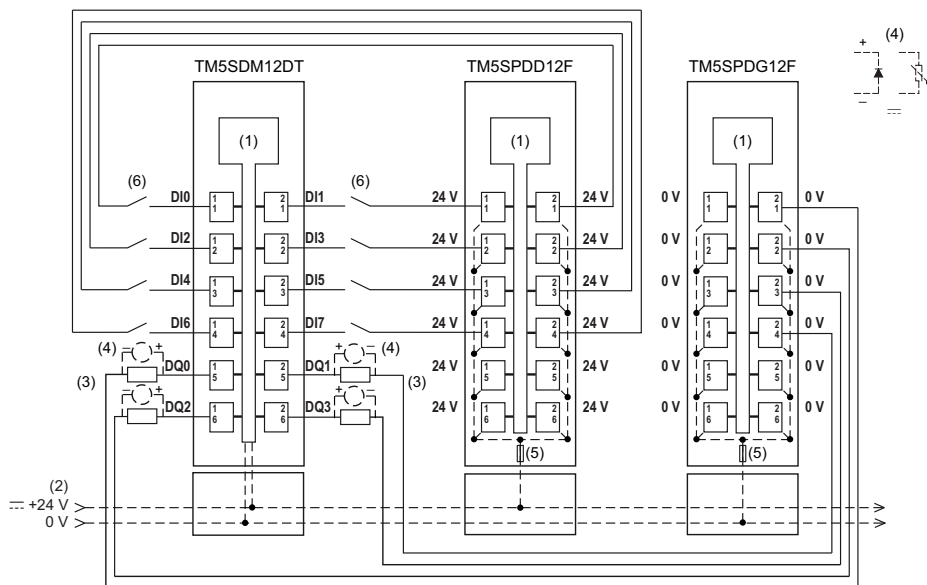 (4)
+
TM5SDM12DT TM5SPDD12F TM5SPDG12F
–
(1) (1) (1)
(6) (6)
DI0 1 1 2 1 DI1 24 V 1 1 2 1 24 V 0 V 1 1 2 1 0 V
DI2 1 2 2 2 DI3 24 V 1 2 2 2 24 V 0 V 1 2 2 2 0 V
DI4 1 3 2 3 DI5 24 V 1 3 2 3 24 V 0 V 1 3 2 3 0 V
DI6 1 4 2 4 DI7 24 V 1 4 2 4 24 V 0 V 1 4 2 4 0 V
(4) – + + – (4)
(3) DQ0 1 5 2 5 DQ1 (3) 24 V 1 5 2 5 24 V 0 V 1 5 2 5 0 V
– + + –
DQ2 1 6 2 6 DQ3 24 V 1 6 2 6 24 V 0 V 1 6 2 6 0 V
(5) (5)
(2)
+24 V
0 V